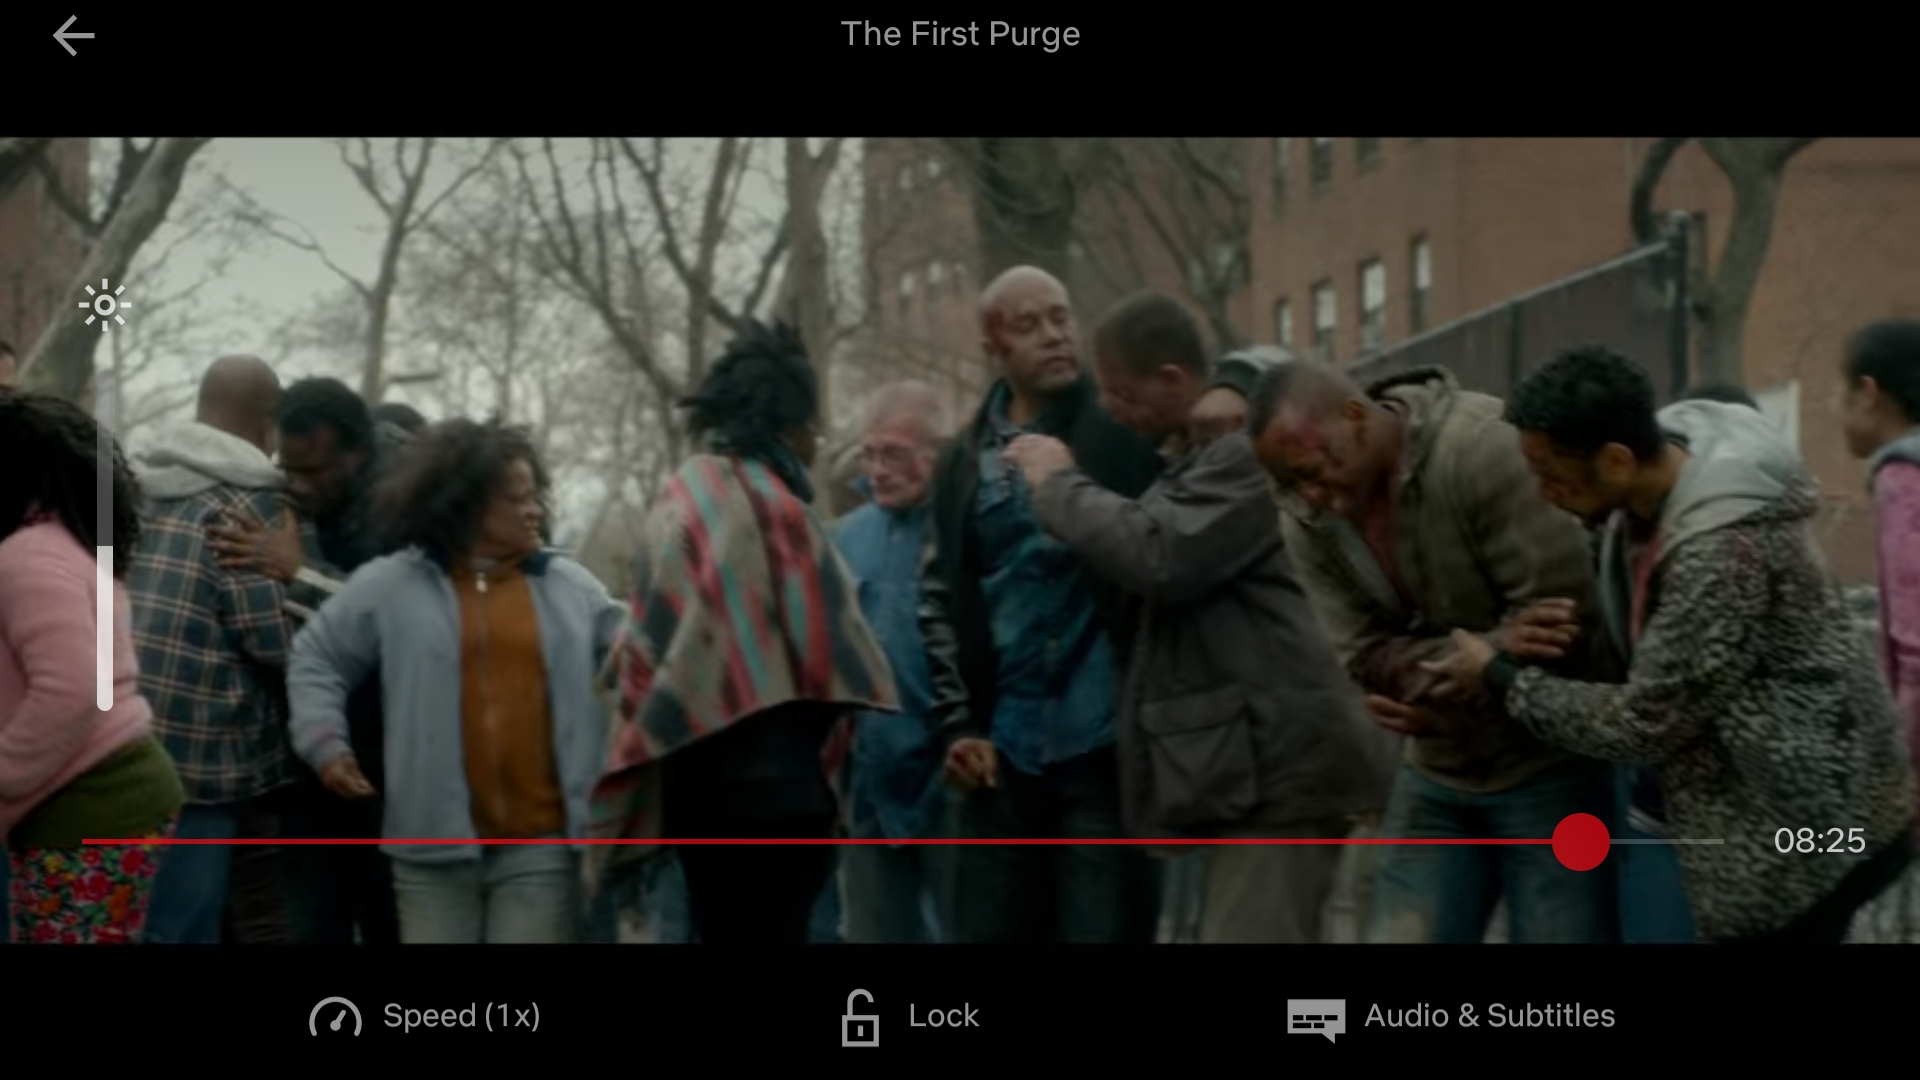 The First Purge
08:25
Speed (1x)
Lock
Audio & Subtitles